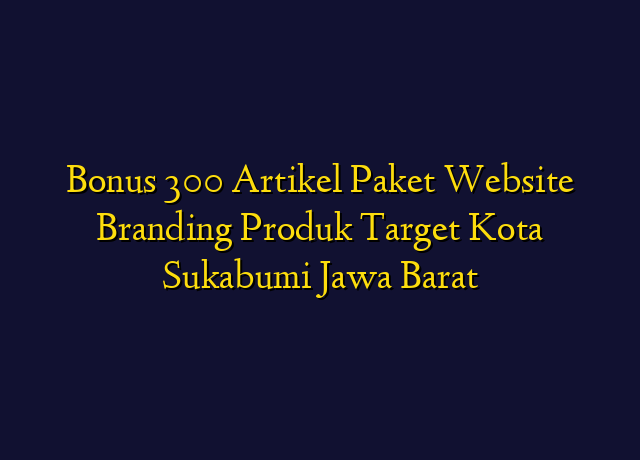 Bonus 300 Artikel Paket Website
Branding Produk Target Kota
Sukabumi Jawa Barat